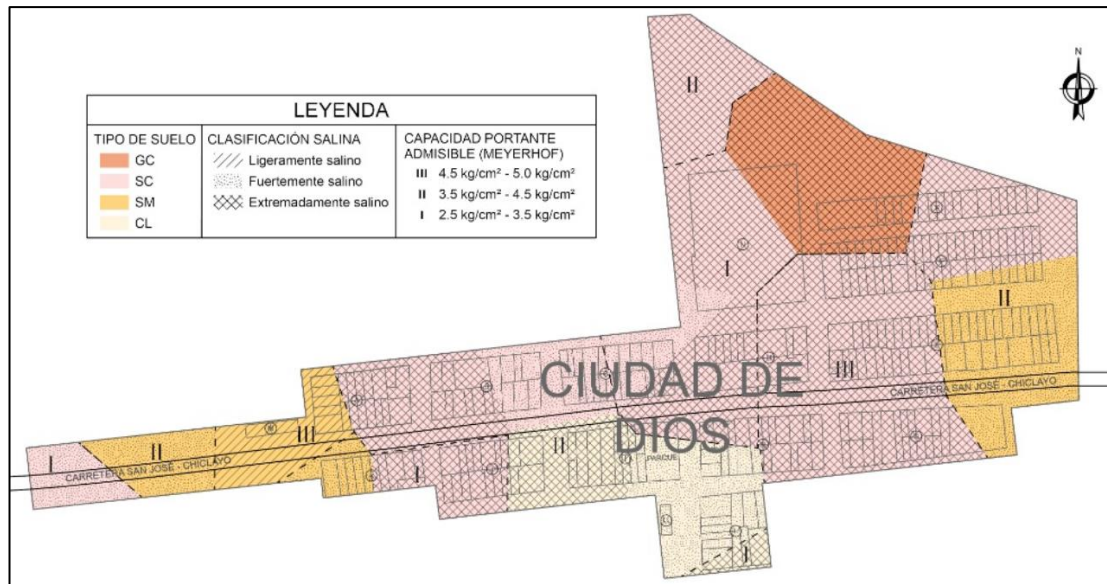 N
LEYENDA
TIPO DE SUELO
GC
SC
SM
CL
CLASIFICACIÓN SALINA
Ligeramente salino
Fuertemente salino
Extremadamente salino
CAPACIDAD PORTANTE
ADMISIBLE (MEYERHOF)
III 4.5 kg/cm² - 5.0 kg/cm²
II 3.5 kg/cm² - 4.5 kg/cm²
I 2.5 kg/cm² - 3.5 kg/cm²
II
I
II
III
CIUDAD DE
DIOS
CARRETERA SAN JOSÉ - CHICLAYO
III
II
II
I
I
PARQUE
CARRETERA SAN JOSÉ - CHICLAYO
I